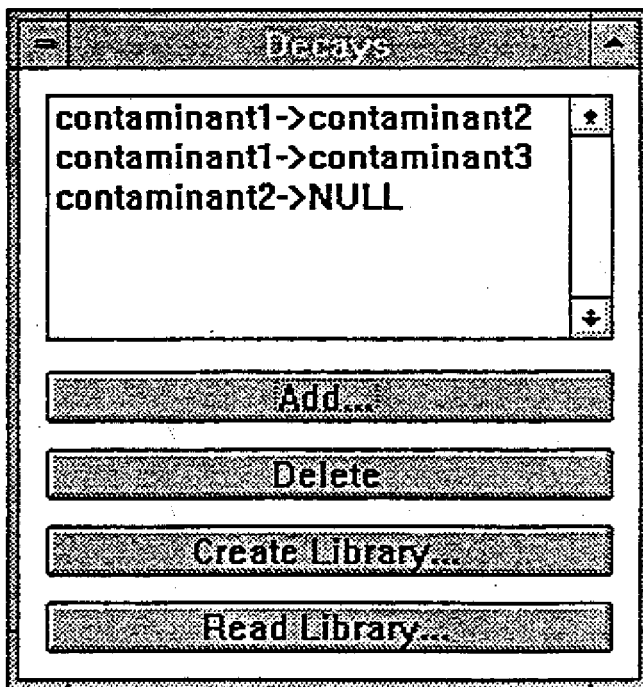 Decays
contaminant1->contaminant2
contaminant1->contaminant3
contaminant2->NULL
Add...
Delete
Create Library...
Read Library...